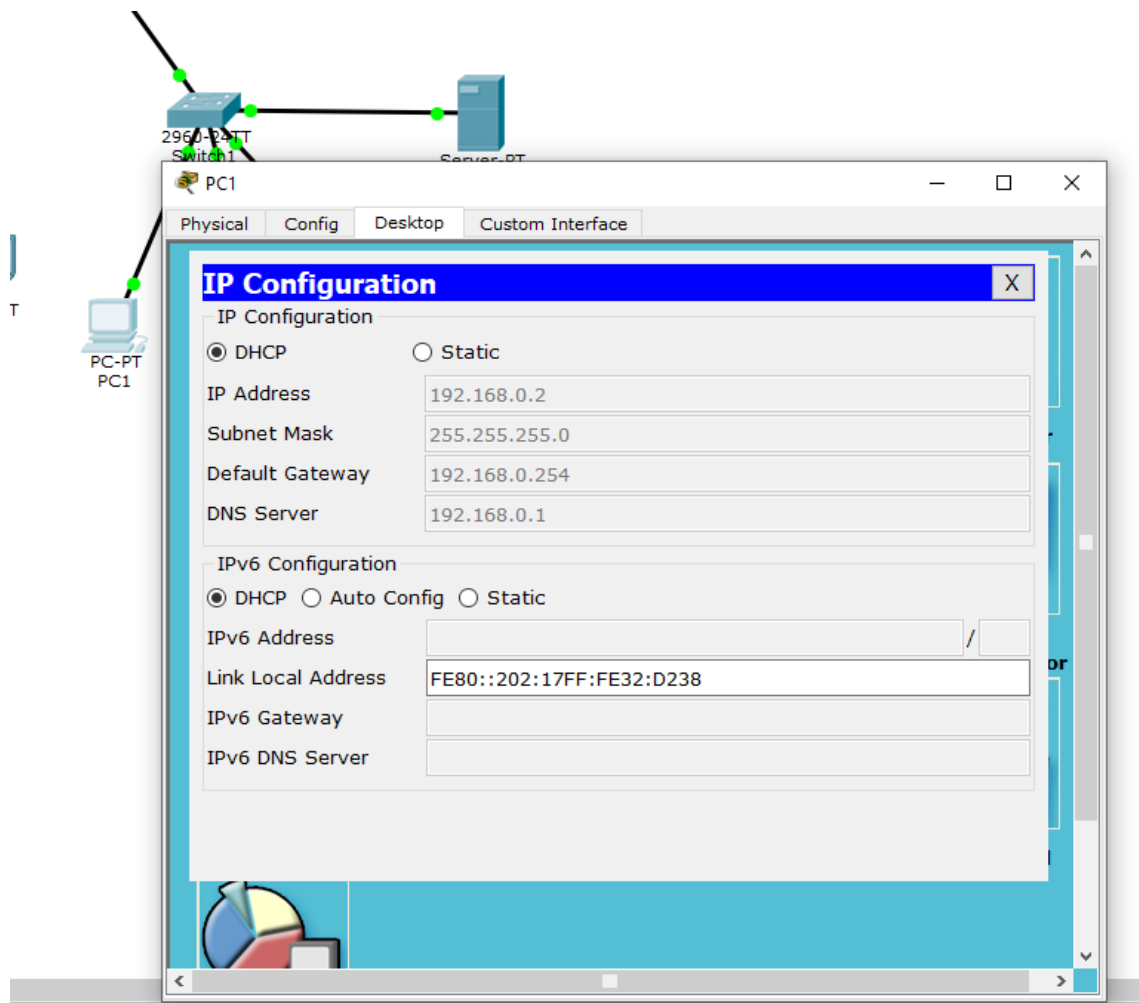 2960-24TT
Switch1
Server-PT
T
PC-PT
PC1
PC1
Physical Config Desktop Custom Interface
IP Configuration X
IP Configuration
DHCP Static
IP Address 192.168.0.2
Subnet Mask 255.255.255.0
Default Gateway 192.168.0.254
DNS Server 192.168.0.1
IPv6 Configuration
DHCP Auto Config Static
IPv6 Address /
Link Local Address FE80::202:17FF:FE32:D238
IPv6 Gateway
IPv6 DNS Server
or